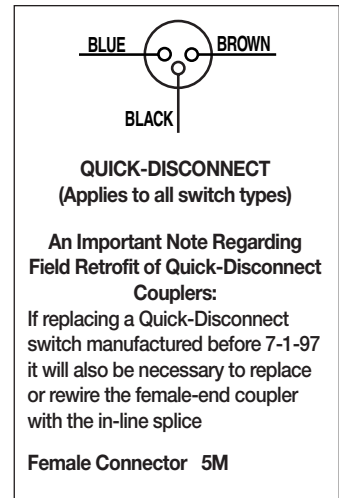 BLUE BROWN
BLACK
QUICK-DISCONNECT
(Applies to all switch types)
An Important Note Regarding
Field Retrofit of Quick-Disconnect
Couplers:
If replacing a Quick-Disconnect
switch manufactured before 7-1-97
it will also be necessary to replace
or rewire the female-end coupler
with the in-line splice
Female Connector 5M